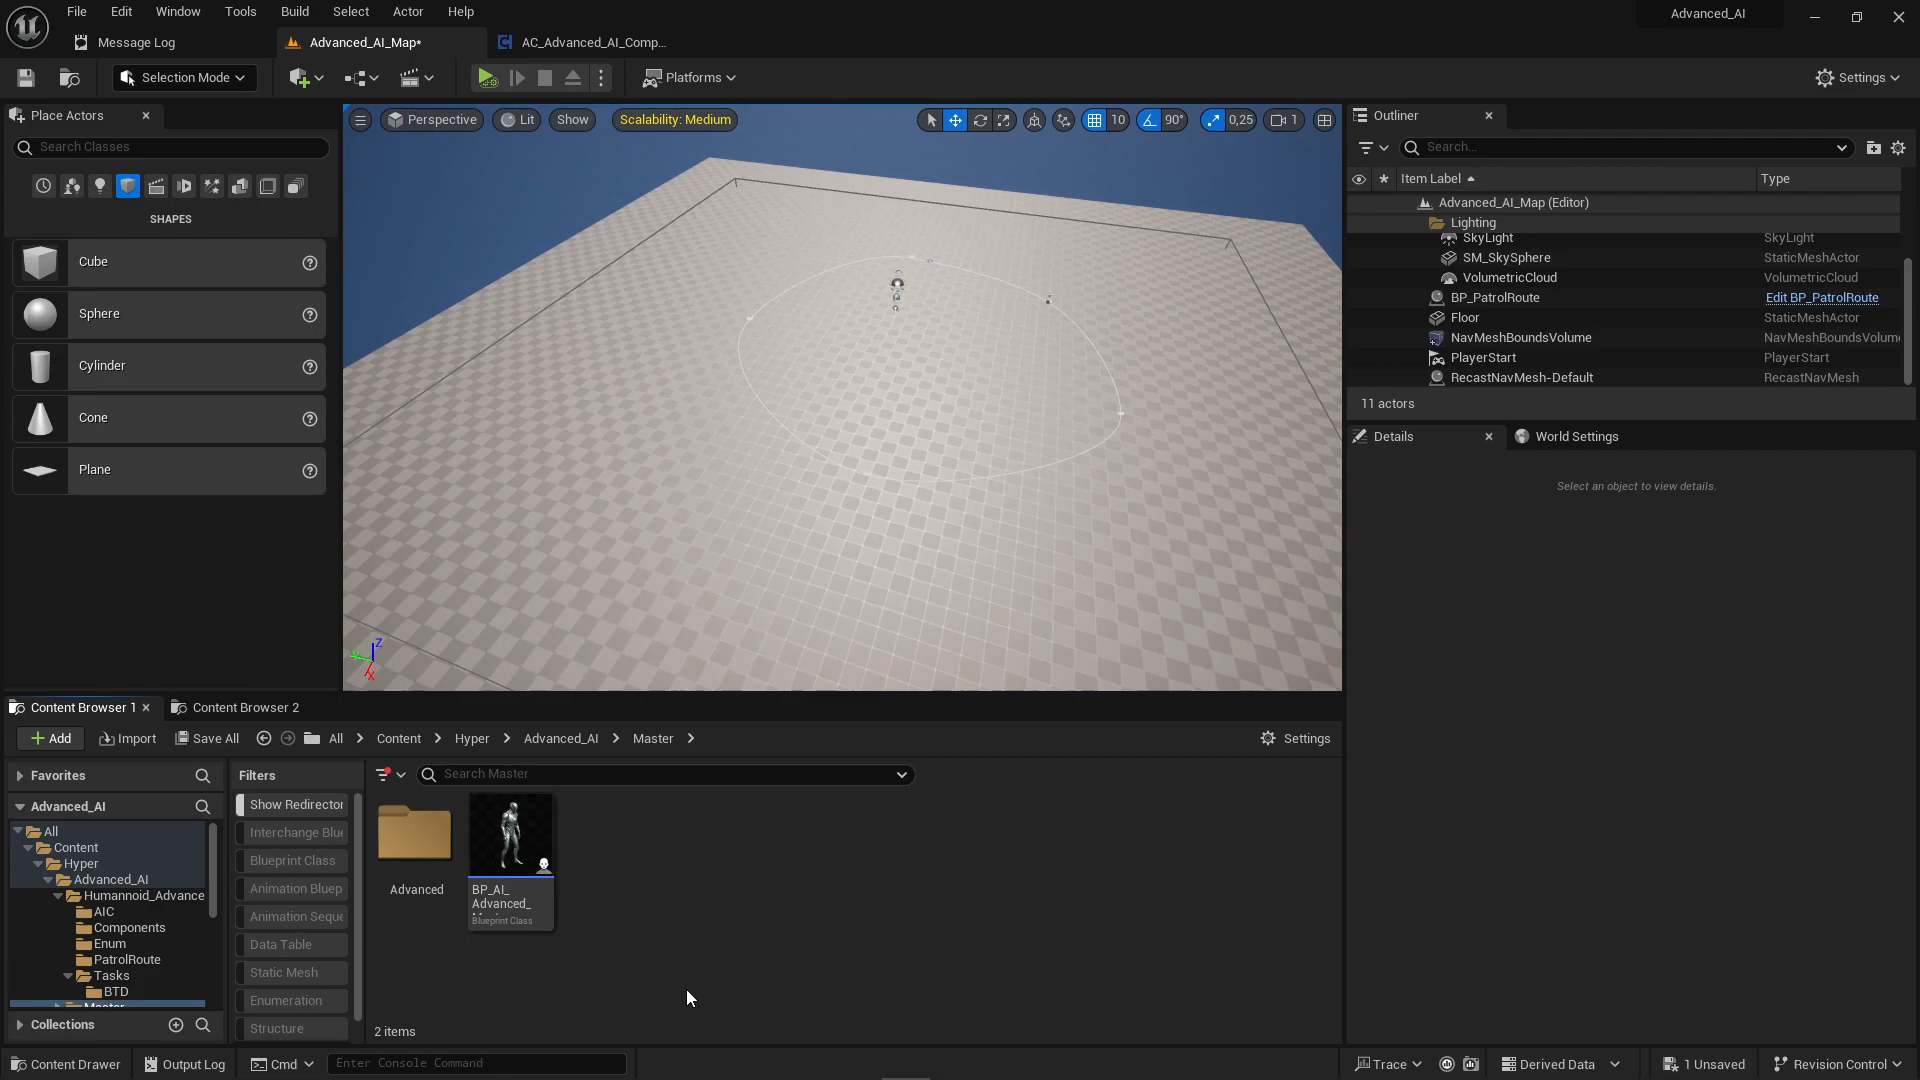 File Edit Window Tools Build Select Actor Help
Advanced_AI
Message Log
Advanced_AI_Map*
AC_Advanced_AI_Comp...
Selection Mode
Platforms
Settings
Place Actors
Search Classes
SHAPES
Cube
Sphere
Cylinder
Cone
Plane
Perspective
Lit
Show
Scalability: Medium
10
90°
0,25
1
Outliner
Search...
Item Label
Type
Advanced_AI_Map (Editor)
Lighting
SkyLight SkyLight
SM_SkySphere StaticMeshActor
VolumetricCloud VolumetricCloud
BP_PatrolRoute Edit BP_PatrolRoute
Floor StaticMeshActor
NavMeshBoundsVolume NavMeshBoundsVolum
PlayerStart PlayerStart
RecastNavMesh-Default RecastNavMesh
11 actors
Details
World Settings
Select an object to view details.
Z
X
Content Browser 1
Content Browser 2
Add
Import
Save All
All
Content
Hyper
Advanced_AI
Master
Settings
Favorites
Advanced_AI
All
Content
Hyper
Advanced_AI
Humannoid_Advance
AIC
Components
Enum
PatrolRoute
Tasks
BTD
Collections
Filters
Show Redirector
Interchange Blue
Blueprint Class
Animation Bluep
Animation Seque
Data Table
Static Mesh
Enumeration
Structure
Search Master
Advanced
BP_AI_
Advanced_
Blueprint Class
2 items
Content Drawer
Output Log
Cmd
Enter Console Command
Trace
Derived Data
1 Unsaved
Revision Control